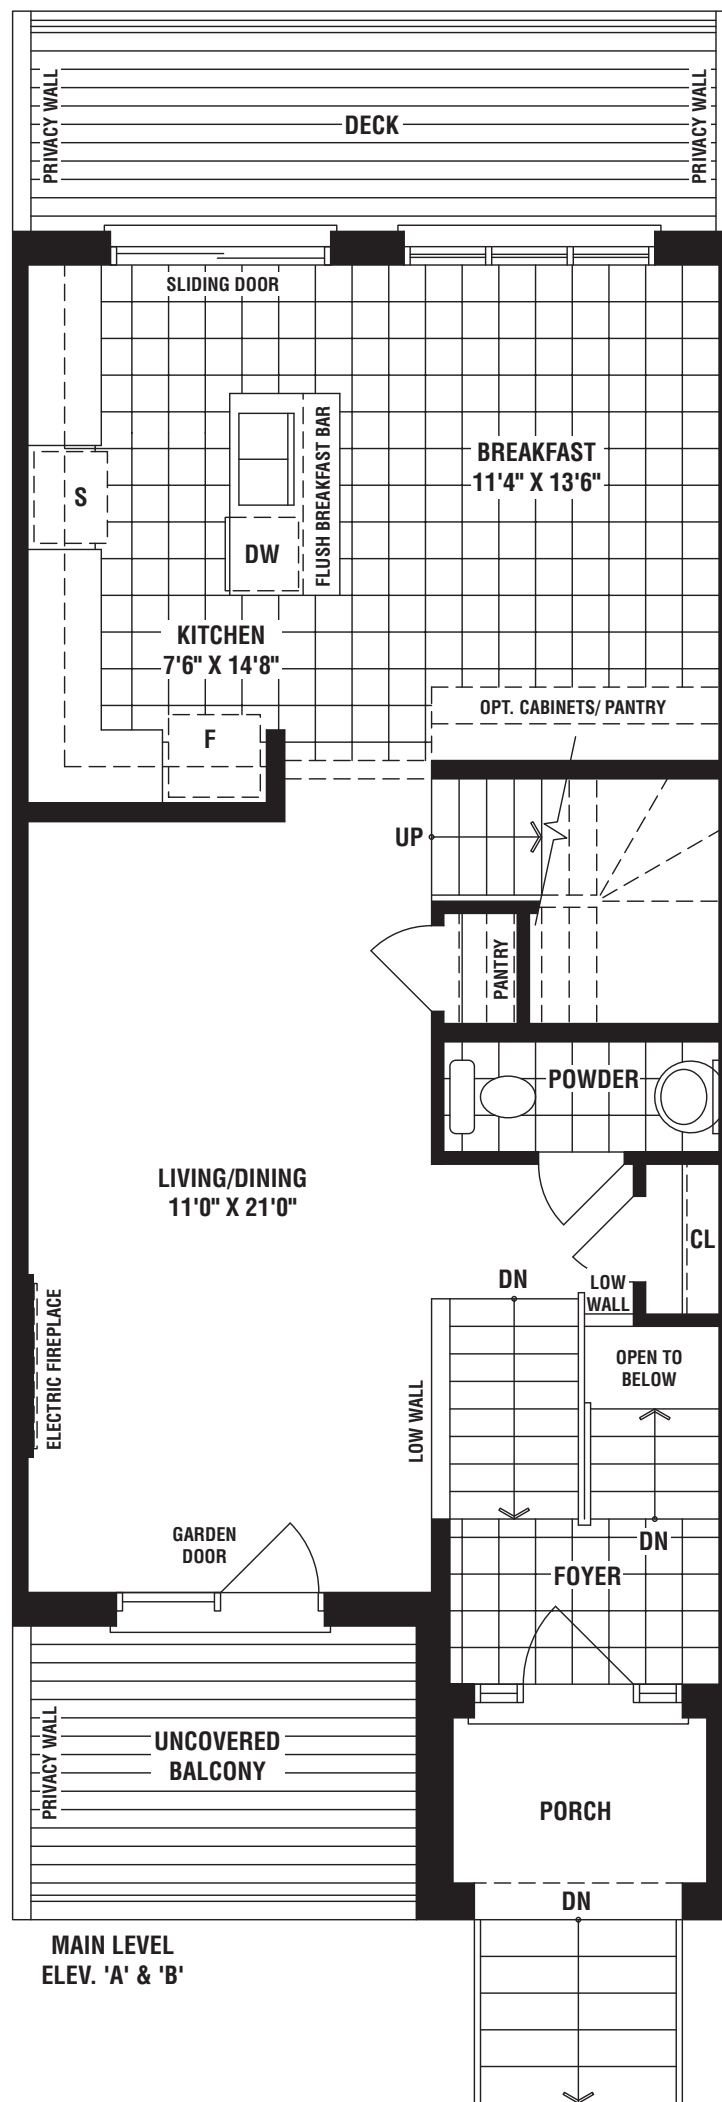 PRIVACY WALL
DECK
PRIVACY WALL
SLIDING DOOR
BREAKFAST
11'4" X 13'6"
FLUSH BREAKFAST BAR
S
DW
KITCHEN
7'6" X 14'8"
F
OPT. CABINETS/ PANTRY
UP
PANTRY
POWDER
LIVING/DINING
11'0" X 21'0"
CL
DN
LOW
WALL
ELECTRIC FIREPLACE
OPEN TO
BELOW
LOW WALL
GARDEN
DOOR
DN
FOYER
PRIVACY WALL
UNCOVERED
BALCONY
PORCH
DN
MAIN LEVEL
ELEV. 'A' & 'B'